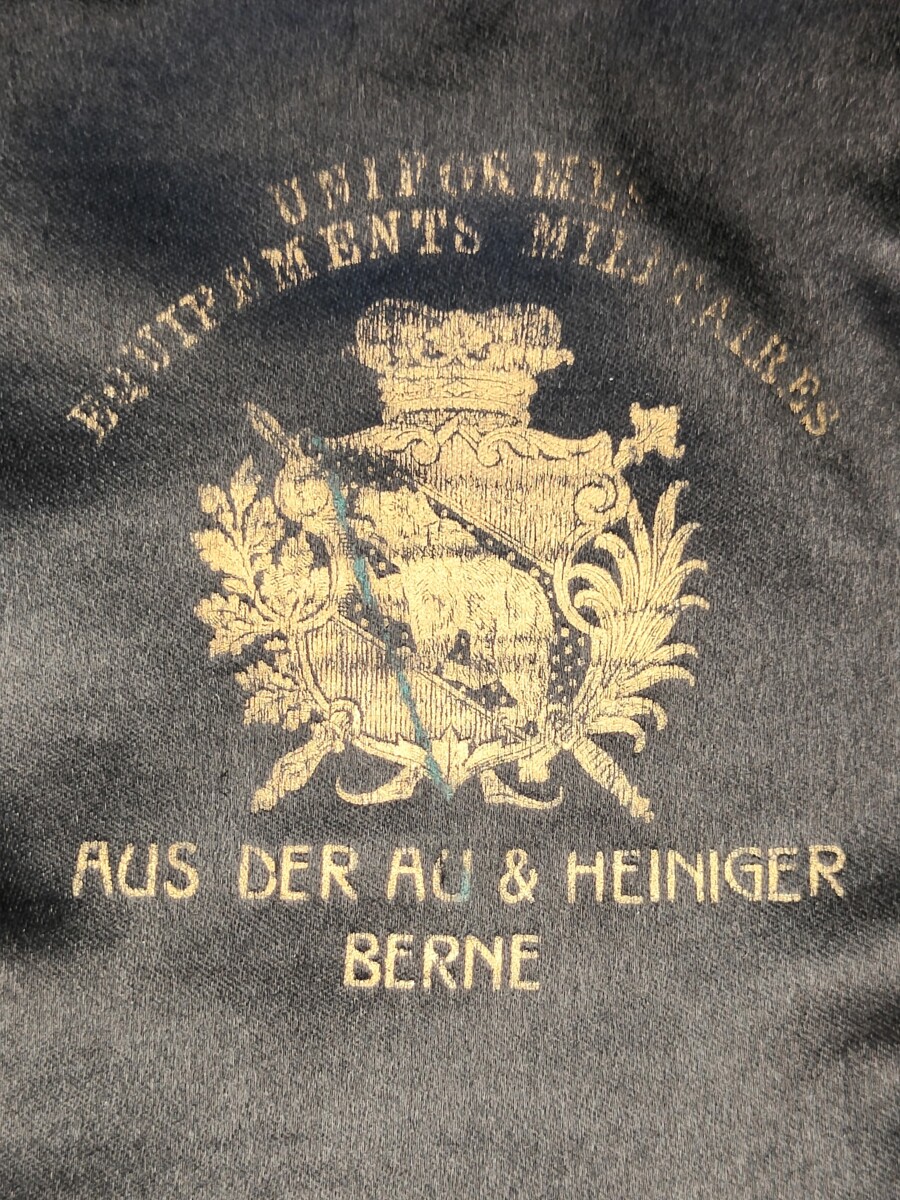 UNIFORMES
EQUIPEMENTS MILITAIRES
AUS DER AU & HEINIGER
BERNE